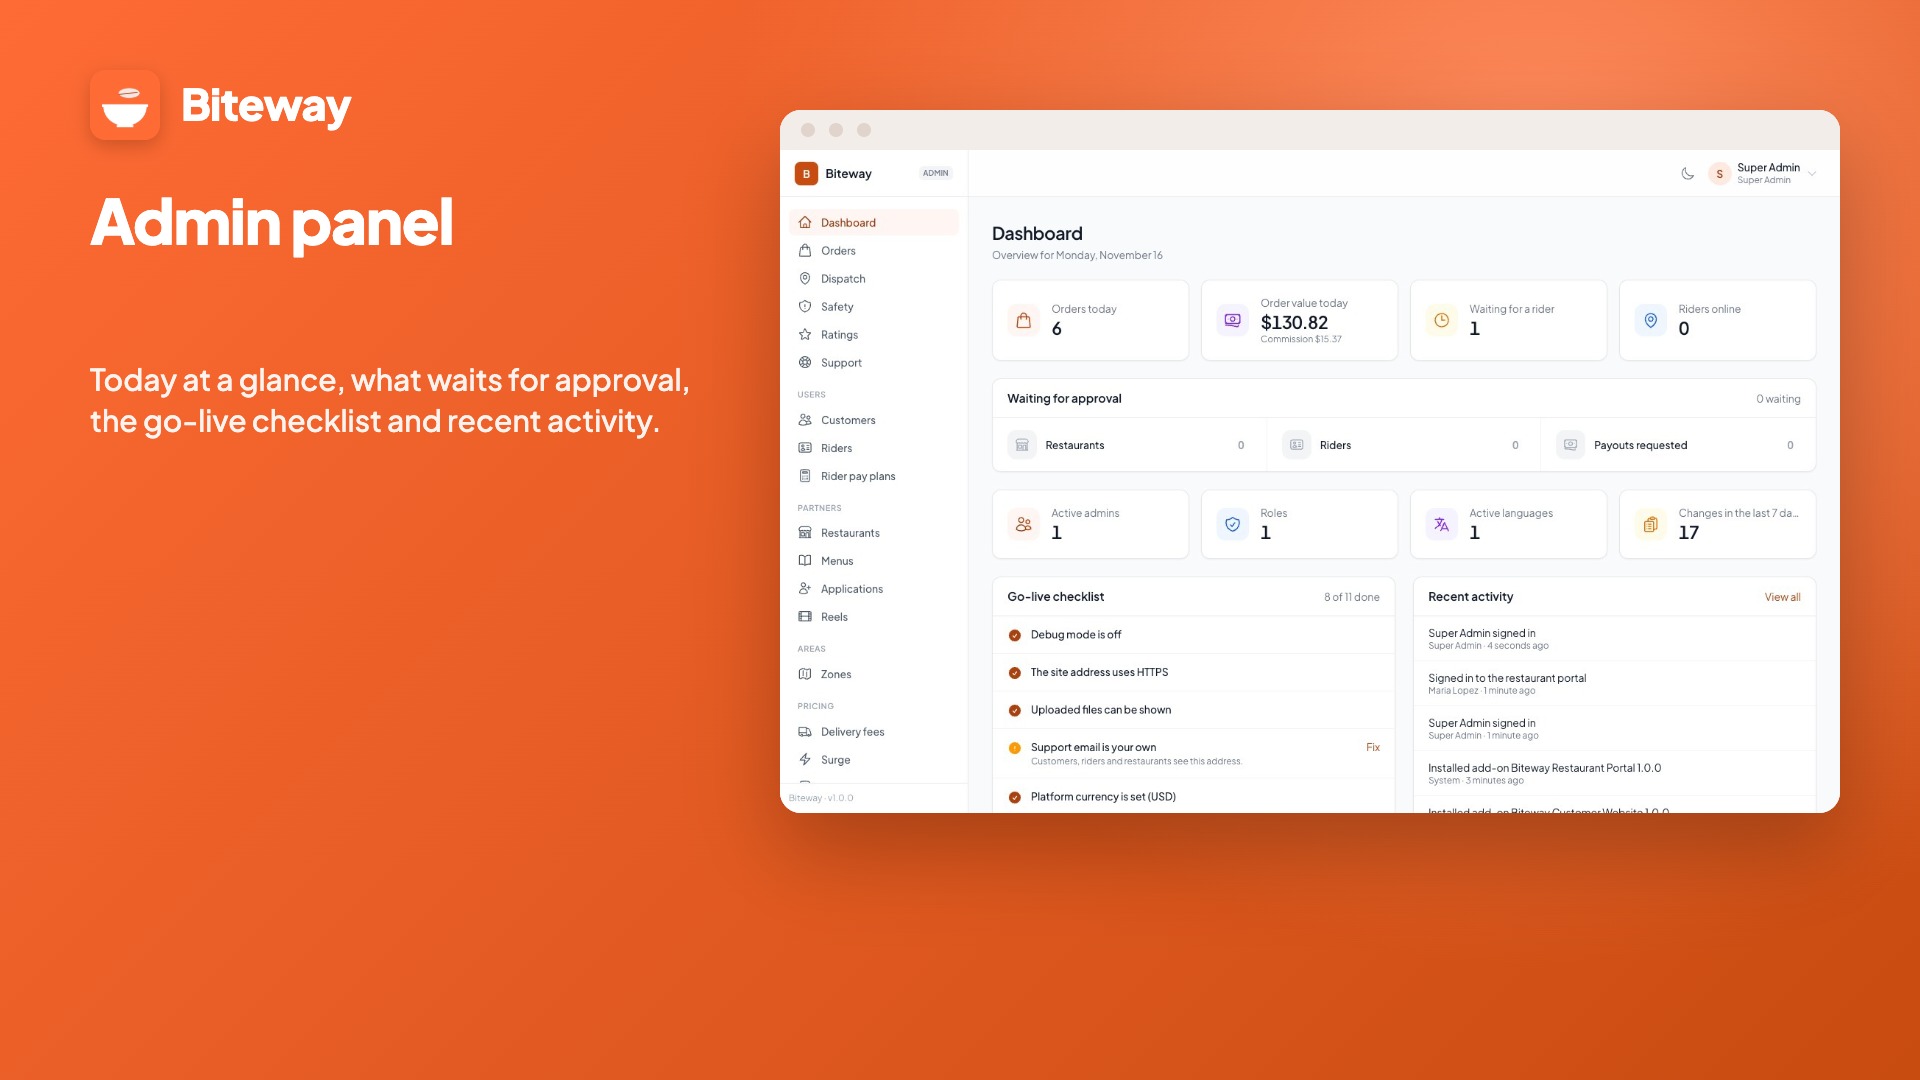 Biteway
Admin panel
Today at a glance, what waits for approval,
the go-live checklist and recent activity.
B
Biteway
ADMIN
S
Super Admin
Super Admin
Dashboard
Orders
Dispatch
Safety
Ratings
Support
USERS
Customers
Riders
Rider pay plans
PARTNERS
Restaurants
Menus
Applications
Reels
AREAS
Zones
PRICING
Delivery fees
Surge
Biteway · v1.0.0
Dashboard
Overview for Monday, November 16
Orders today
6
Order value today
$130.82
Commission $15.37
Waiting for a rider
1
Riders online
0
Waiting for approval
0 waiting
Restaurants
0
Riders
0
Payouts requested
0
Active admins
1
Roles
1
Active languages
1
Changes in the last 7 da...
17
Go-live checklist
8 of 11 done
Debug mode is off
The site address uses HTTPS
Uploaded files can be shown
Support email is your own
Fix
Customers, riders and restaurants see this address.
Platform currency is set (USD)
Recent activity
View all
Super Admin signed in
Super Admin · 4 seconds ago
Signed in to the restaurant portal
Maria Lopez · 1 minute ago
Super Admin signed in
Super Admin · 1 minute ago
Installed add-on Biteway Restaurant Portal 1.0.0
System · 3 minutes ago
Installed add-on Biteway Customer Website 1.0.0